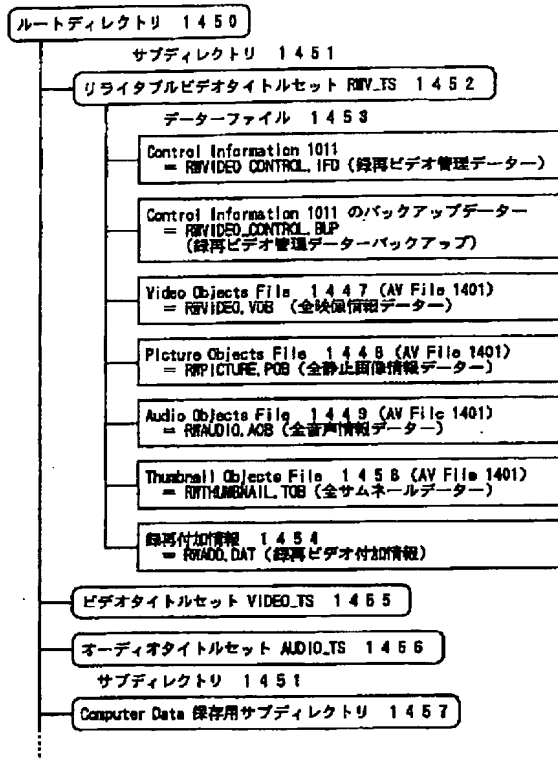 ルートディレクトリ 1450
サブディレクトリ 1451
リライタブルビデオタイトルセット RWV_TS 1452
データーファイル 1453
Control Information 1011
= RWVIDEO_CONTROL.IFO (録再ビデオ管理データー)
Control Information 1011 のバックアップデーター
= RWVIDEO_CONTROL.BUP
(録再ビデオ管理データーバックアップ)
Video Objects File 1447 (AV File 1401)
= RWVIDEO.VOB (全映像情報データー)
Picture Objects File 1448 (AV File 1401)
= RWPICTURE.POB (全静止画像情報データー)
Audio Objects File 1449 (AV File 1401)
= RWAUDIO.AOB (全音声情報データー)
Thumbnail Objects File 1458 (AV File 1401)
= RWTHUMBNAIL.TOB (全サムネールデーター)
録再付加情報 1454
= RWADD.DAT (録再ビデオ付加情報)
ビデオタイトルセット VIDEO_TS 1455
オーディオタイトルセット AUDIO_TS 1456
サブディレクトリ 1451
Computer Data 保存用サブディレクトリ 1457